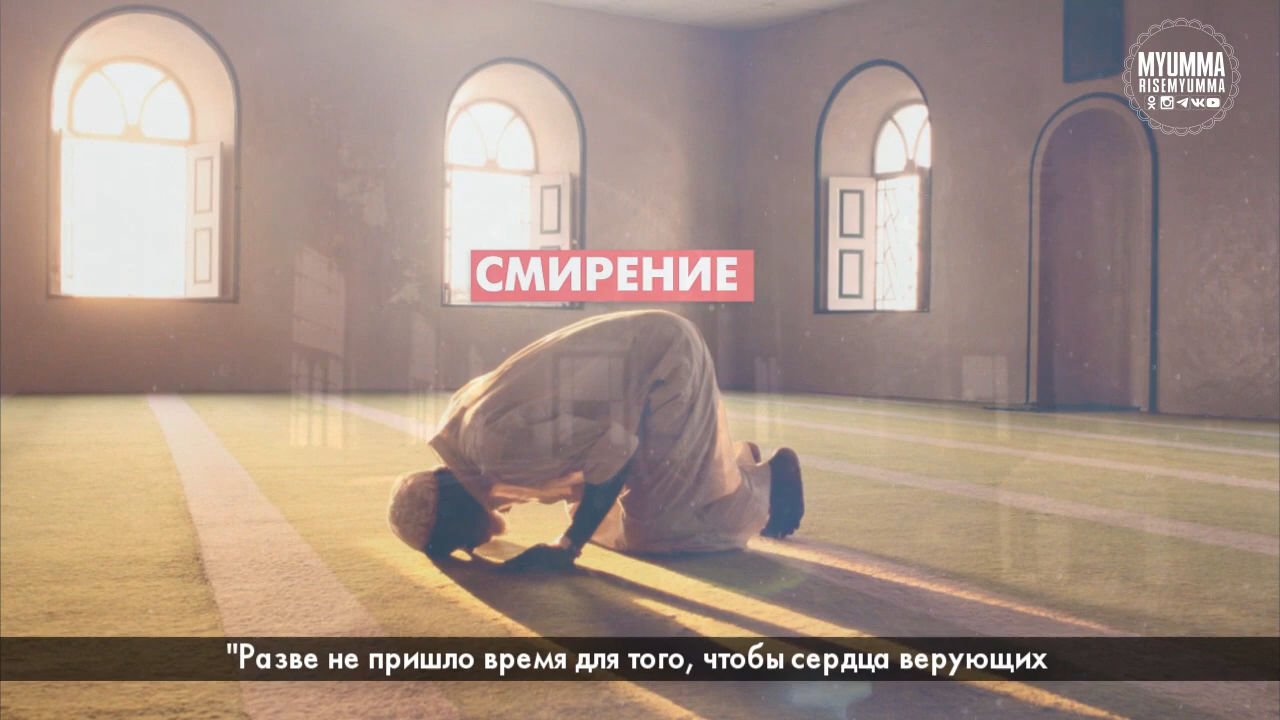 MYUMMA
RISEMYUMMA
СМИРЕНИЕ
"Разве не пришло время для того, чтобы сердца верующих